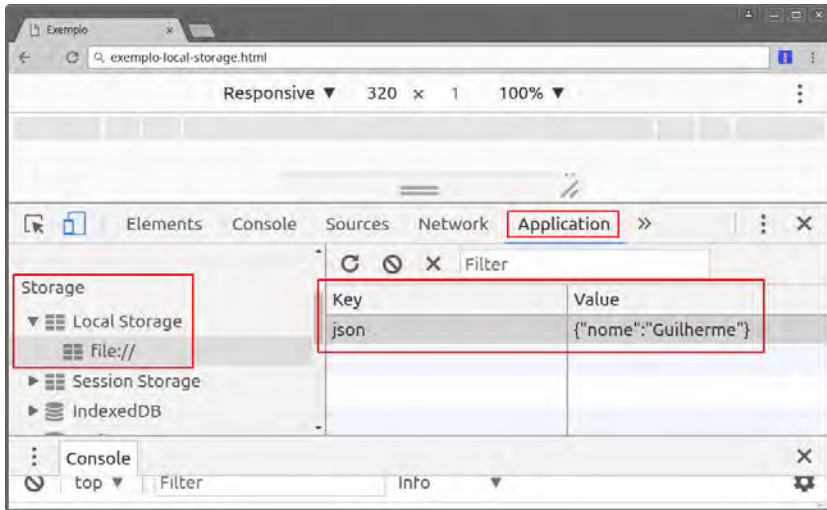 Exemplo
exemplo-local-storage.html
Responsive ▼ 320 × 1 100% ▼
Elements Console Sources Network Application »
Filter
Storage
Key Value
Local Storage
json {"nome":"Guilherme"}
file://
Session Storage
IndexedDB
Console
top ▼ Filter Info ▼